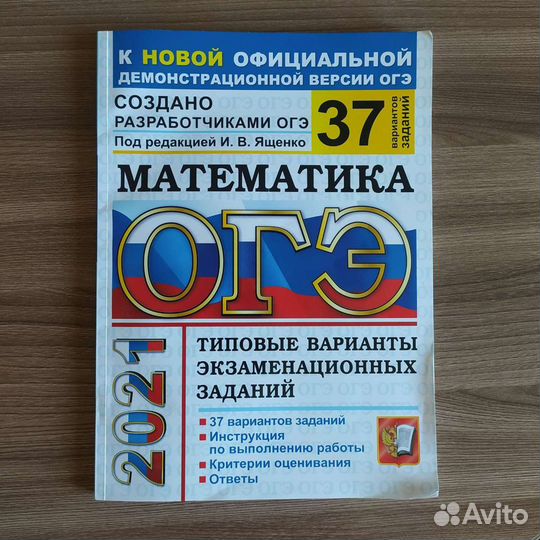 К НОВОЙ ОФИЦИАЛЬНОЙ
ДЕМОНСТРАЦИОННОЙ ВЕРСИИ ОГЭ
СОЗДАНО
РАЗРАБОТЧИКАМИ ОГЭ
Под редакцией И. В. Ященко
37
вариантов
заданий
МАТЕМАТИКА
ОГЭ
2021
ТИПОВЫЕ ВАРИАНТЫ
ЭКЗАМЕНАЦИОННЫХ
ЗАДАНИЙ
37 вариантов заданий
Инструкция
по выполнению работы
Критерии оценивания
Ответы
Avito